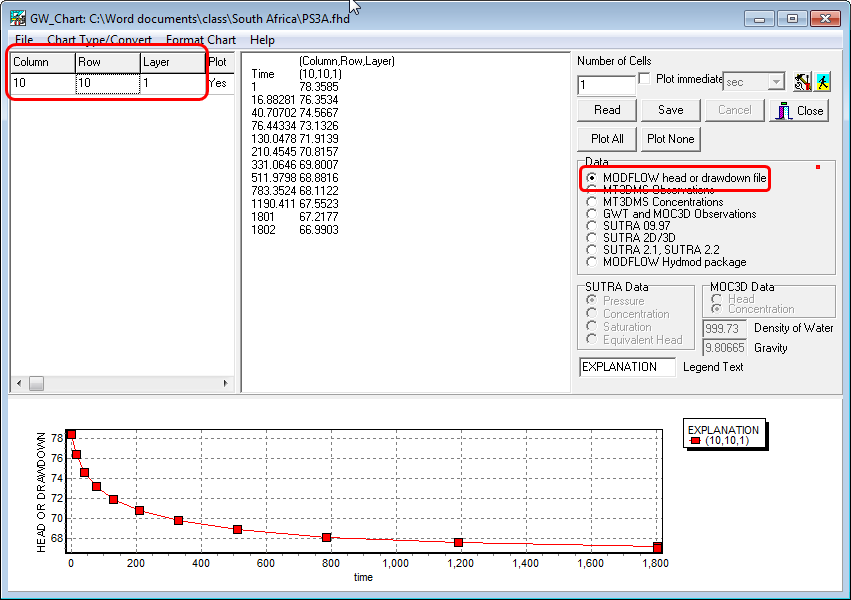 GW_Chart: C:\Word documents\class\South Africa\PS3A.fhd
File Chart Type/Convert Format Chart Help
Column Row Layer Plot
10 10 1 Yes
(Column,Row,Layer)
Time (10,10,1)
1 78.3585
16.88281 76.3534
40.70702 74.5667
76.44334 73.1326
130.0478 71.9139
210.4545 70.8157
331.0646 69.8007
511.9798 68.8816
783.3524 68.1122
1190.411 67.5523
1801 67.2177
1802 66.9903
Number of Cells
1 Plot immediate sec
Read Save Cancel Close
Plot All Plot None
Data
MODFLOW head or drawdown file
MT3DMS Observations
MT3DMS Concentrations
GWT and MOC3D Observations
SUTRA 09.97
SUTRA 2D/3D
SUTRA 2.1, SUTRA 2.2
MODFLOW Hydmod package
SUTRA Data
Pressure
Concentration
Saturation
Equivalent Head
MOC3D Data
Head
Concentration
999.73 Density of Water
9.80665 Gravity
EXPLANATION Legend Text
HEAD OR DRAWDOWN
78
76
74
72
70
68
0 200 400 600 800 1,000 1,200 1,400 1,600 1,800
time
EXPLANATION
(10,10,1)